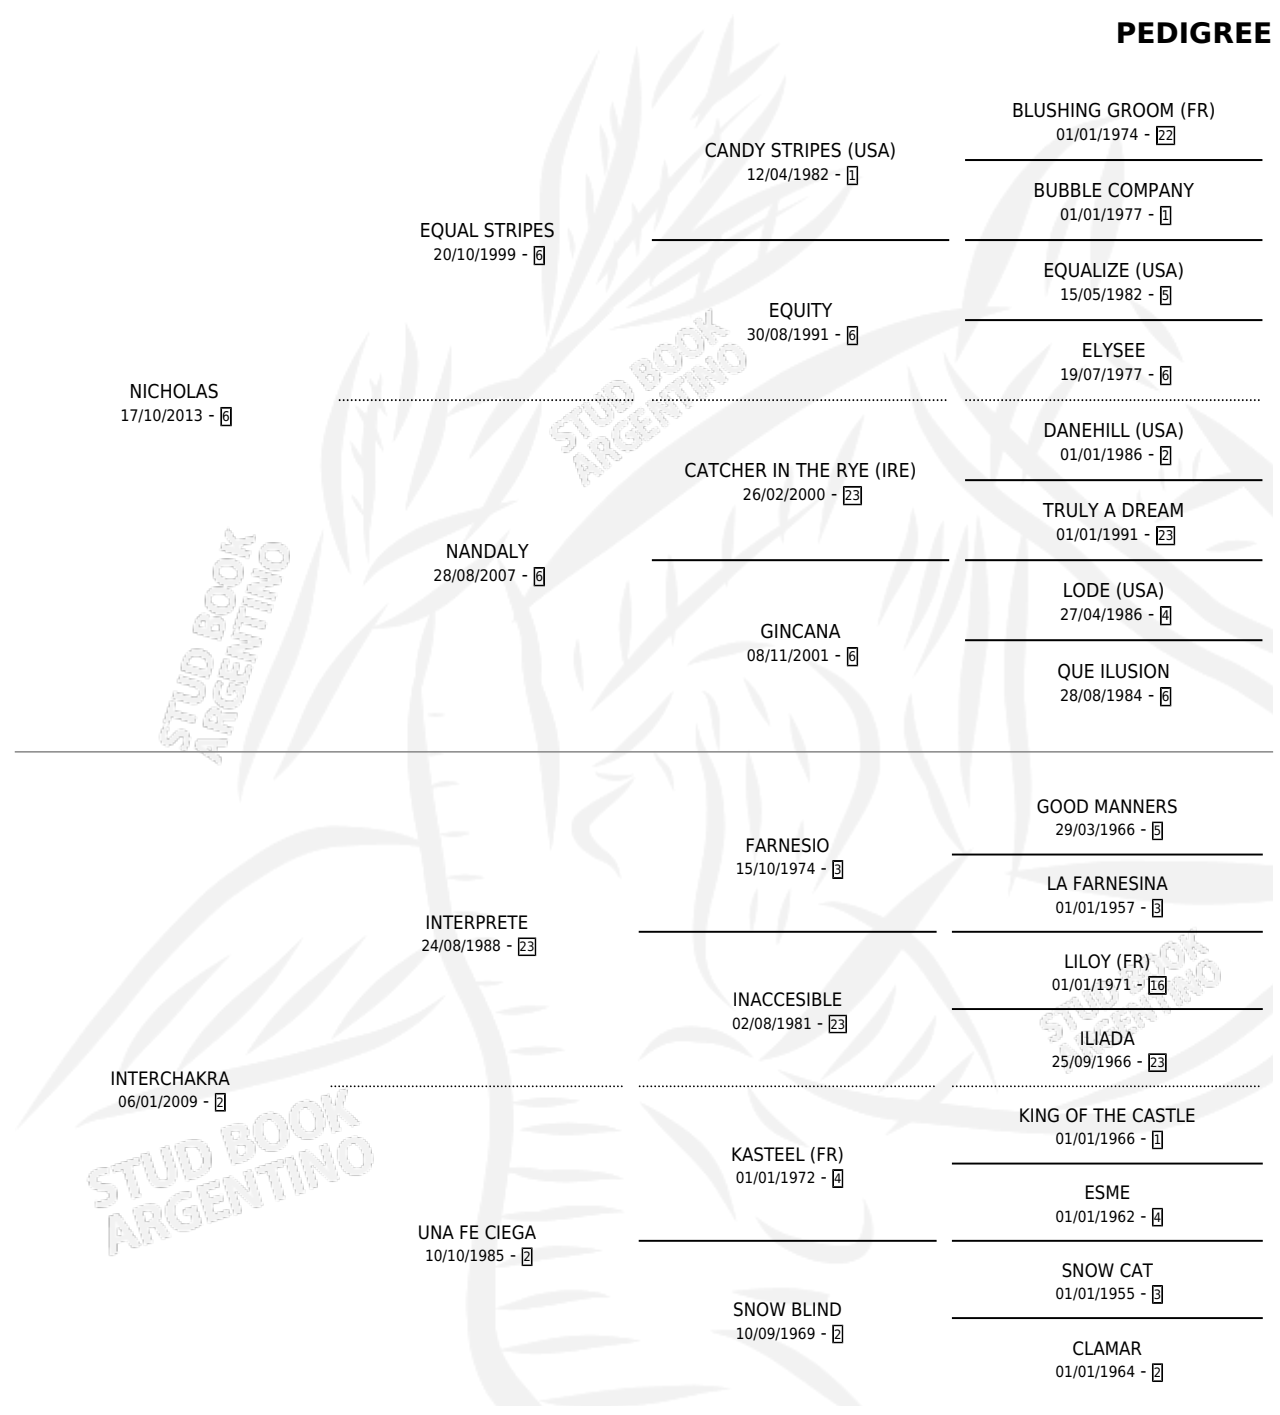 PEDIGREE
BLUSHING GROOM (FR)
01/01/1974 - 22
CANDY STRIPES (USA)
12/04/1982 - 1
BUBBLE COMPANY
01/01/1977 - 1
EQUAL STRIPES
20/10/1999 - 6
EQUALIZE (USA)
15/05/1982 - 5
EQUITY
30/08/1991 - 6
ELYSEE
19/07/1977 - 6
NICHOLAS
17/10/2013 - 6
DANEHILL (USA)
01/01/1986 - 2
CATCHER IN THE RYE (IRE)
26/02/2000 - 23
TRULY A DREAM
01/01/1991 - 23
NANDALY
28/08/2007 - 6
LODE (USA)
27/04/1986 - 4
GINCANA
08/11/2001 - 6
QUE ILUSION
28/08/1984 - 6
GOOD MANNERS
29/03/1966 - 5
FARNESIO
15/10/1974 - 3
LA FARNESINA
01/01/1957 - 3
INTERPRETE
24/08/1988 - 23
LILOY (FR)
01/01/1971 - 16
INACCESIBLE
02/08/1981 - 23
ILIADA
25/09/1966 - 23
INTERCHAKRA
06/01/2009 - 2
KING OF THE CASTLE
01/01/1966 - 1
KASTEEL (FR)
01/01/1972 - 4
ESME
01/01/1962 - 4
UNA FE CIEGA
10/10/1985 - 2
SNOW CAT
01/01/1955 - 3
SNOW BLIND
10/09/1969 - 2
CLAMAR
01/01/1964 - 2
STUD BOOK
ARGENTINO
STUD BOOK
ARGENTINO
STUD BOOK
ARGENTINO
STUD BOOK
ARGENTINO